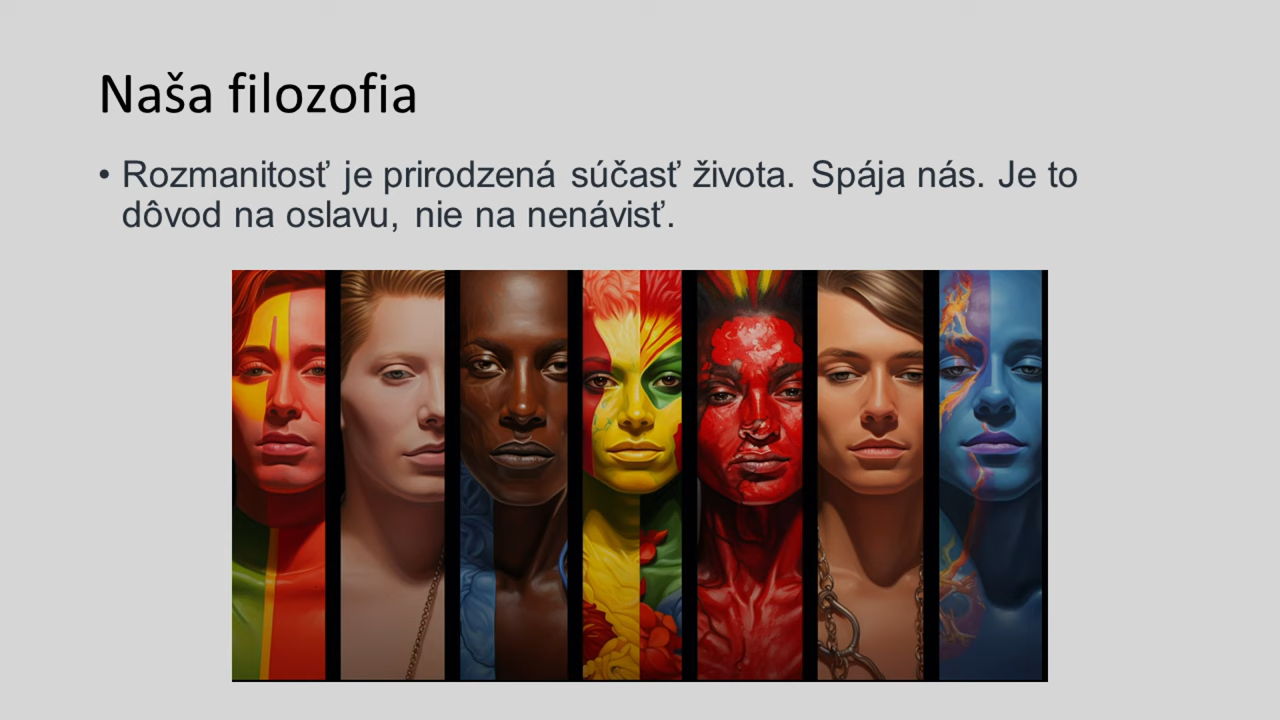 Naša filozofia
• Rozmanitosť je prirodzená súčasť života. Spája nás. Je to
dôvod na oslavu, nie na nenávisť.